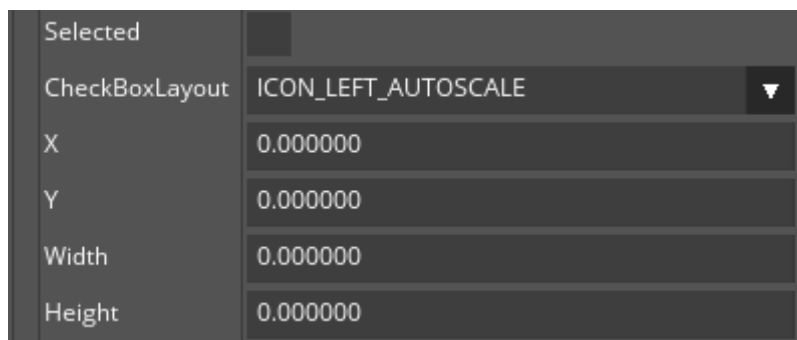 Selected
CheckBoxLayout ICON_LEFT_AUTOSCALE
X 0.000000
Y 0.000000
Width 0.000000
Height 0.000000